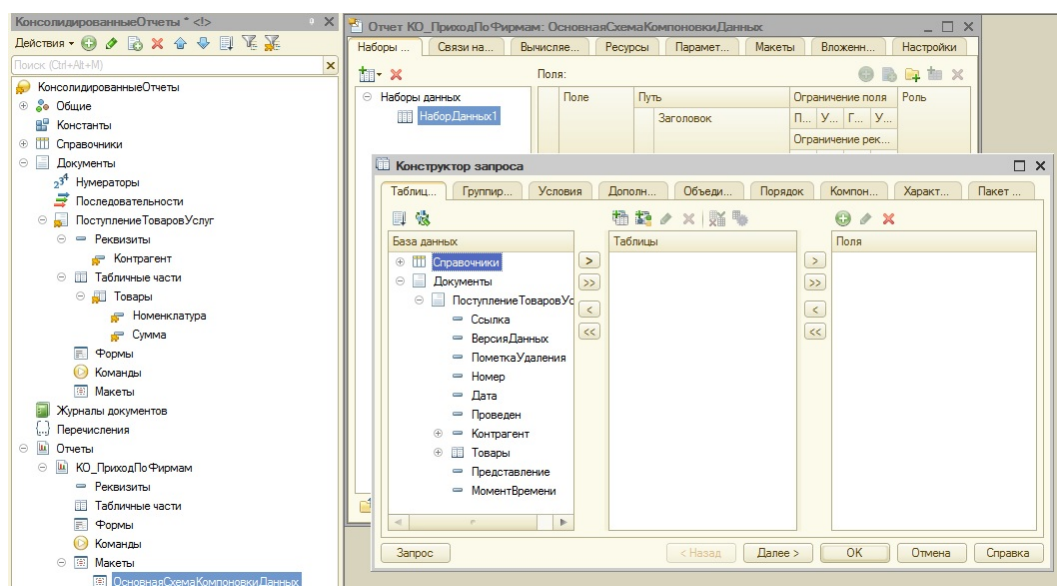 КонсолидированныеОтчеты * <!>
Действия
Поиск (Ctrl+Alt+M)
КонсолидированныеОтчеты
Общие
Константы
Справочники
Документы
Нумераторы
Последовательности
ПоступлениеТоваровУслуг
Реквизиты
Контрагент
Табличные части
Товары
Номенклатура
Сумма
Формы
Команды
Макеты
Журналы документов
Перечисления
Отчеты
КО_ПриходПоФирмам
Реквизиты
Табличные части
Формы
Команды
Макеты
ОсновнаяСхемаКомпоновкиДанных
Отчет КО_ПриходПоФирмам: ОсновнаяСхемаКомпоновкиДанных
Наборы ... Связи на... Вычисляе... Ресурсы Парамет... Макеты Вложенн... Настройки
Поля:
Наборы данных
НаборДанных1
Поле Путь Ограничение поля Роль
Заголовок П... У... Г... У...
Ограничение рек...
Конструктор запроса
Таблиц... Группир... Условия Дополн... Объеди... Порядок Компон... Характ... Пакет ...
База данных Таблицы Поля
Справочники
Документы
ПоступлениеТоваровУс
Ссылка
ВерсияДанных
ПометкаУдаления
Номер
Дата
Проведен
Контрагент
Товары
Представление
МоментВремени
> >> < <<
> >> < <<
Запрос < Назад Далее > OK Отмена Справка